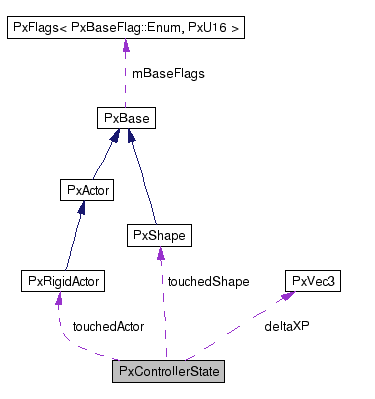 PxFlags< PxBaseFlag::Enum, PxU16 >
mBaseFlags
PxBase
PxActor
PxShape
PxRigidActor
touchedShape
PxVec3
touchedActor
deltaXP
PxControllerState